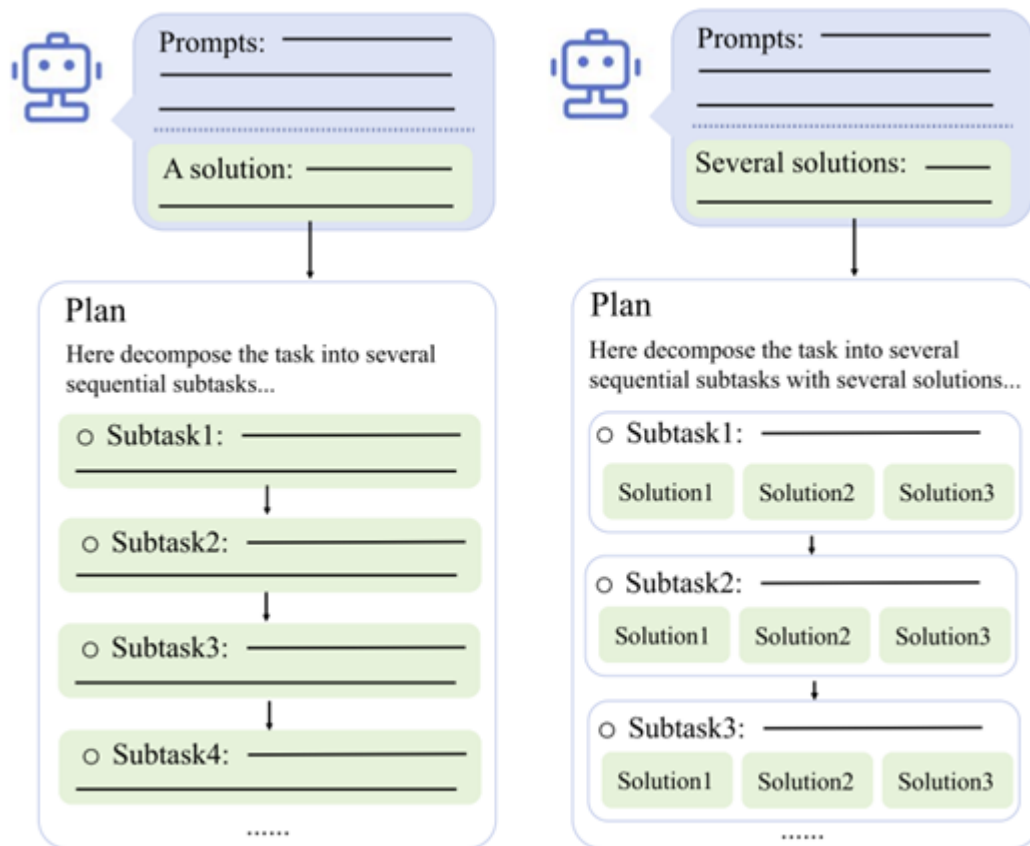 Prompts:
A solution:
Plan
Here decompose the task into several
sequential subtasks...
Subtask1:
Subtask2:
Subtask3:
Subtask4:
......
Prompts:
Several solutions:
Plan
Here decompose the task into several
sequential subtasks with several solutions...
Subtask1:
Solution1 Solution2 Solution3
Subtask2:
Solution1 Solution2 Solution3
Subtask3:
Solution1 Solution2 Solution3
......